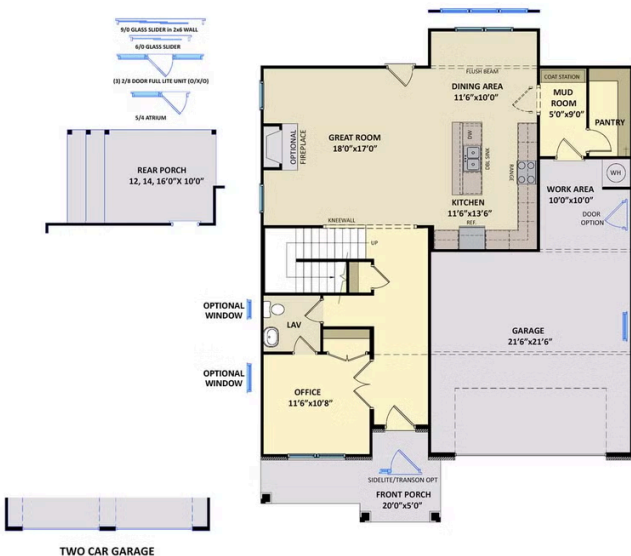 9/0 GLASS SLIDER in 2x6 WALL
6/0 GLASS SLIDER
(3) 2/8 DOOR FULL LITE UNIT (O/X/O)
5/4 ATRIUM
REAR PORCH
12, 14, 16'0"X 10'0"
FLUSH BEAM
DINING AREA
11'6"x10'0"
COAT STATION
MUD
ROOM
5'0"x9'0"
PANTRY
OPTIONAL
FIREPLACE
GREAT ROOM
18'0"x17'0"
DW
DBL SINK
RANGE
KITCHEN
11'6"x13'6"
REF.
WH
WORK AREA
10'0"x10'0"
DOOR
OPTION
KNEEWALL
UP
OPTIONAL
WINDOW
LAV
GARAGE
21'6"x21'6"
OPTIONAL
WINDOW
OFFICE
11'6"x10'8"
SIDELITE/TRANSON OPT
FRONT PORCH
20'0"x5'0"
TWO CAR GARAGE